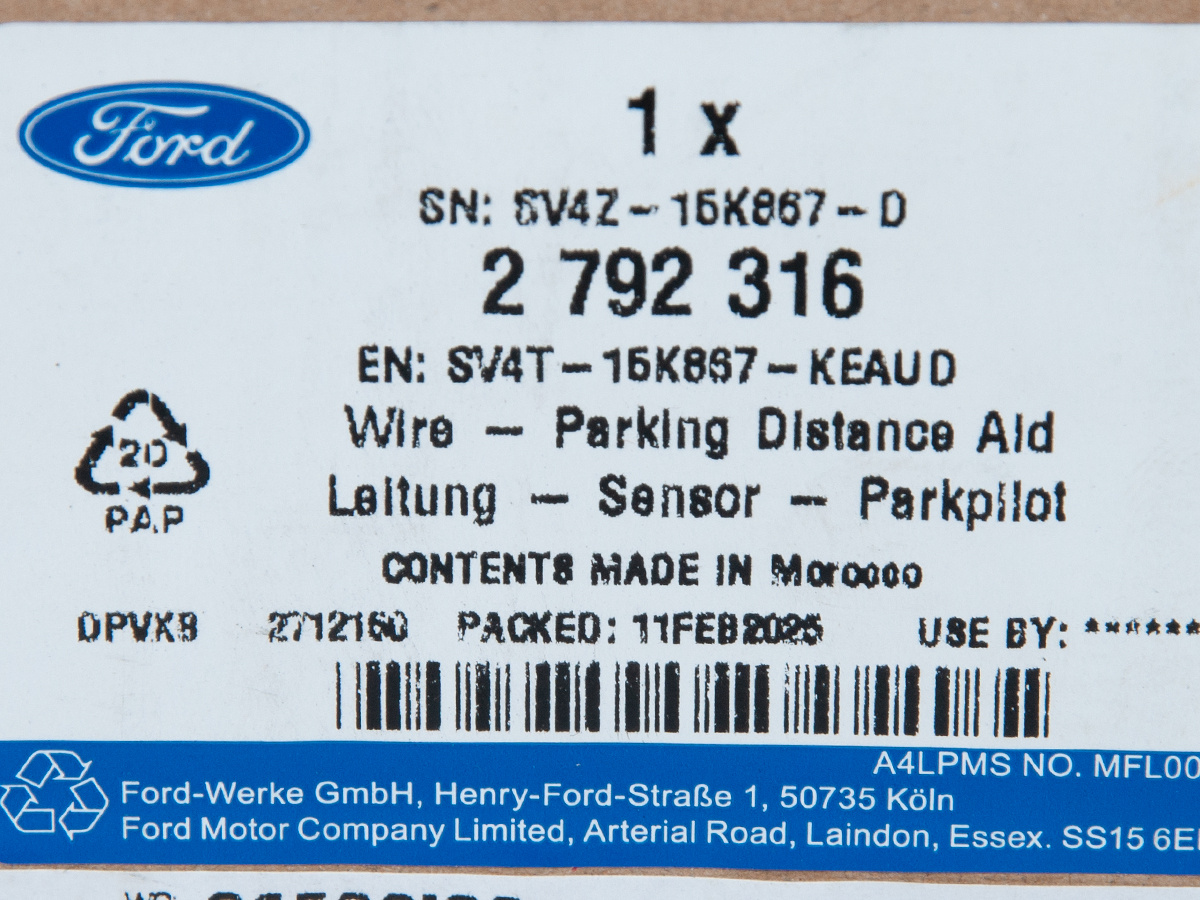 Ford
1 x
SN: SV4Z-15K867-D
2 792 316
EN: SV4T-15K867-KEAUD
Wire - Parking Distance Aid
Leitung - Sensor - Parkpilot
20
PAP
CONTENTS MADE IN Morocco
DPVXB 2712160 PACKED: 11FEB2025 USE BY: *******
A4LPMS NO. MFL00
Ford-Werke GmbH, Henry-Ford-Straße 1, 50735 Köln
Ford Motor Company Limited, Arterial Road, Laindon, Essex. SS15 6E